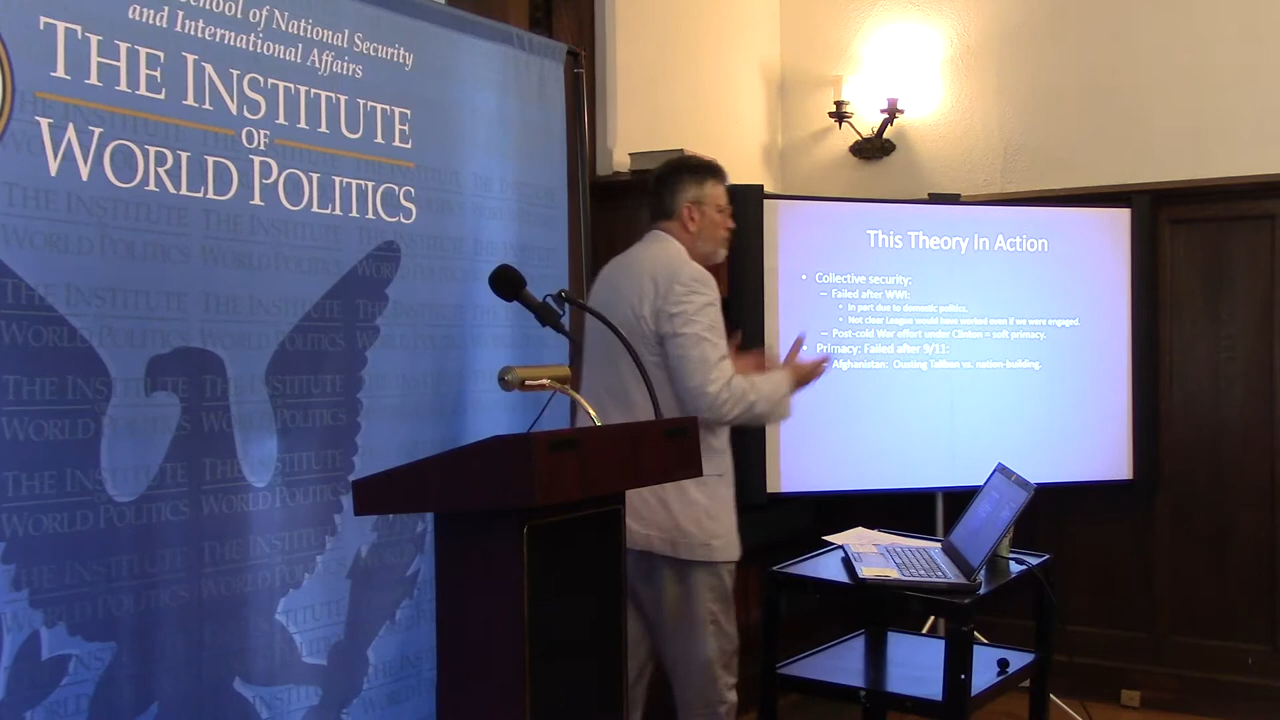 School of National Security
and International Affairs
THE INSTITUTE
OF
WORLD POLITICS
This Theory In Action
• Collective security:
– Failed after WWI:
• In part due to domestic politics.
• Not clear League would have worked even if we were engaged.
– Post-cold War effort under Clinton = soft primacy.
• Primacy: Failed after 9/11:
Afghanistan: Ousting Taliban vs. nation-building.